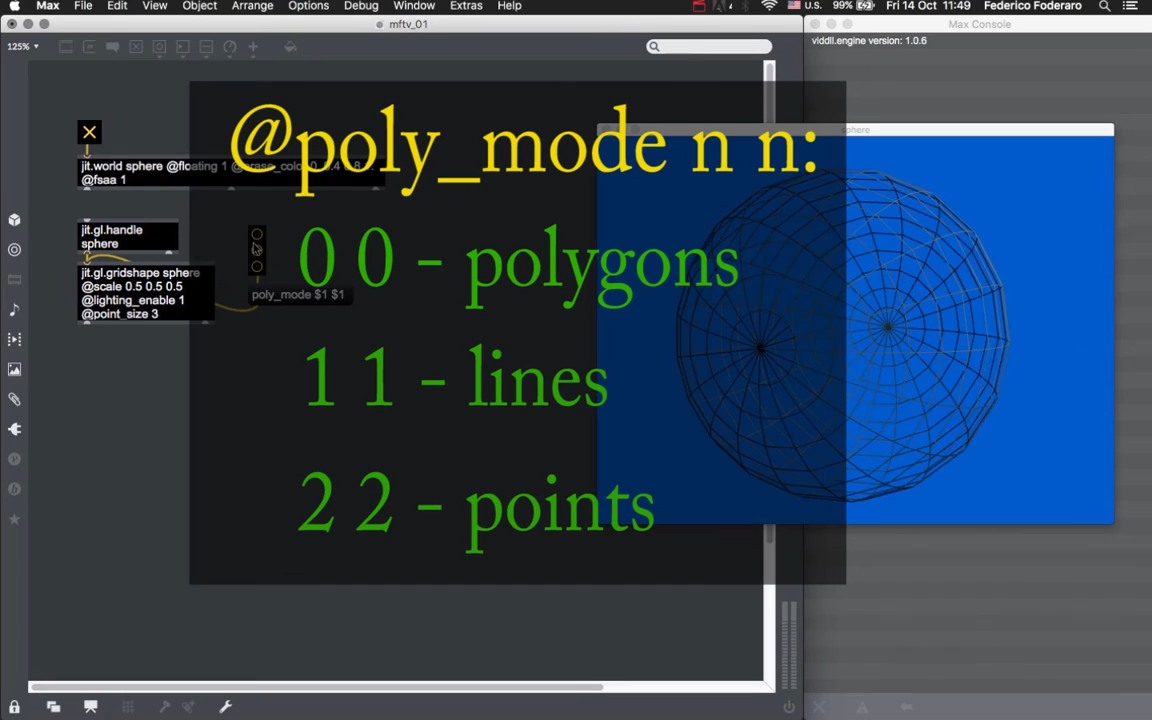 Max File Edit View Object Arrange Options Debug Window Extras Help
U.S. 99% Fri 14 Oct 11:49 Federico Foderaro
mftv_01
Max Console
125%
viddll.engine version: 1.0.6
@poly_mode n n:
sphere
jit.world sphere @floating 1
@fsaa 1
jit.gl.handle
sphere
0 0 - polygons
jit.gl.gridshape sphere
@scale 0.5 0.5 0.5
@lighting_enable 1
@point_size 3
poly_mode $1 $1
1 1 - lines
2 2 - points